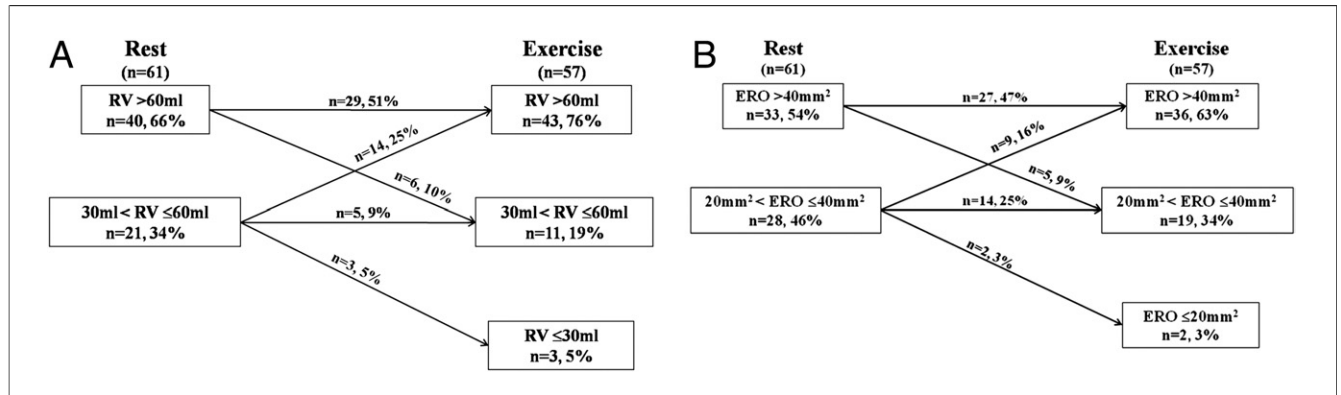 A
Rest
(n=61)
Exercise
(n=57)
RV >60ml
n=40, 66%
n=29, 51%
RV >60ml
n=43, 76%
n=14, 25%
n=6, 10%
30ml< RV ≤60ml
n=21, 34%
n=5, 9%
30ml< RV ≤60ml
n=11, 19%
n=3, 5%
RV ≤30ml
n=3, 5%
B
Rest
(n=61)
Exercise
(n=57)
ERO >40mm²
n=33, 54%
n=27, 47%
ERO >40mm²
n=36, 63%
n=9, 16%
n=5, 9%
20mm² < ERO ≤40mm²
n=28, 46%
n=14, 25%
20mm² < ERO ≤40mm²
n=19, 34%
n=2, 3%
ERO ≤20mm²
n=2, 3%